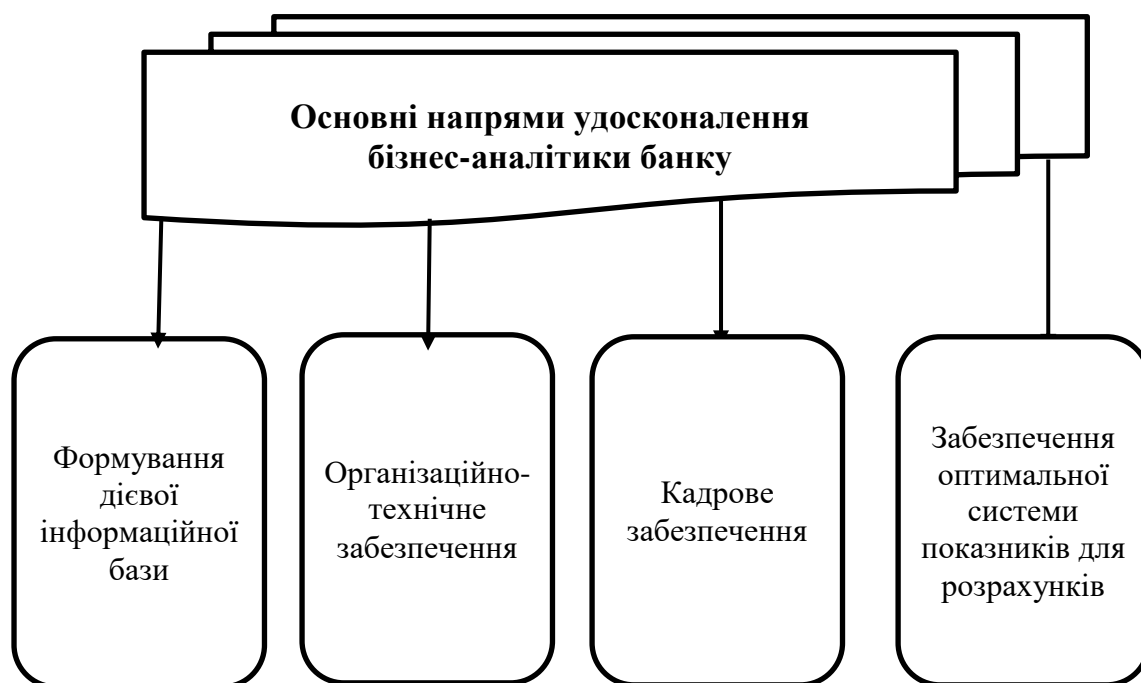 Основні напрями удосконалення
бізнес-аналітики банку
Формування
дієвої
інформаційної
бази
Організаційно-
технічне
забезпечення
Кадрове
забезпечення
Забезпечення
оптимальної
системи
показників для
розрахунків